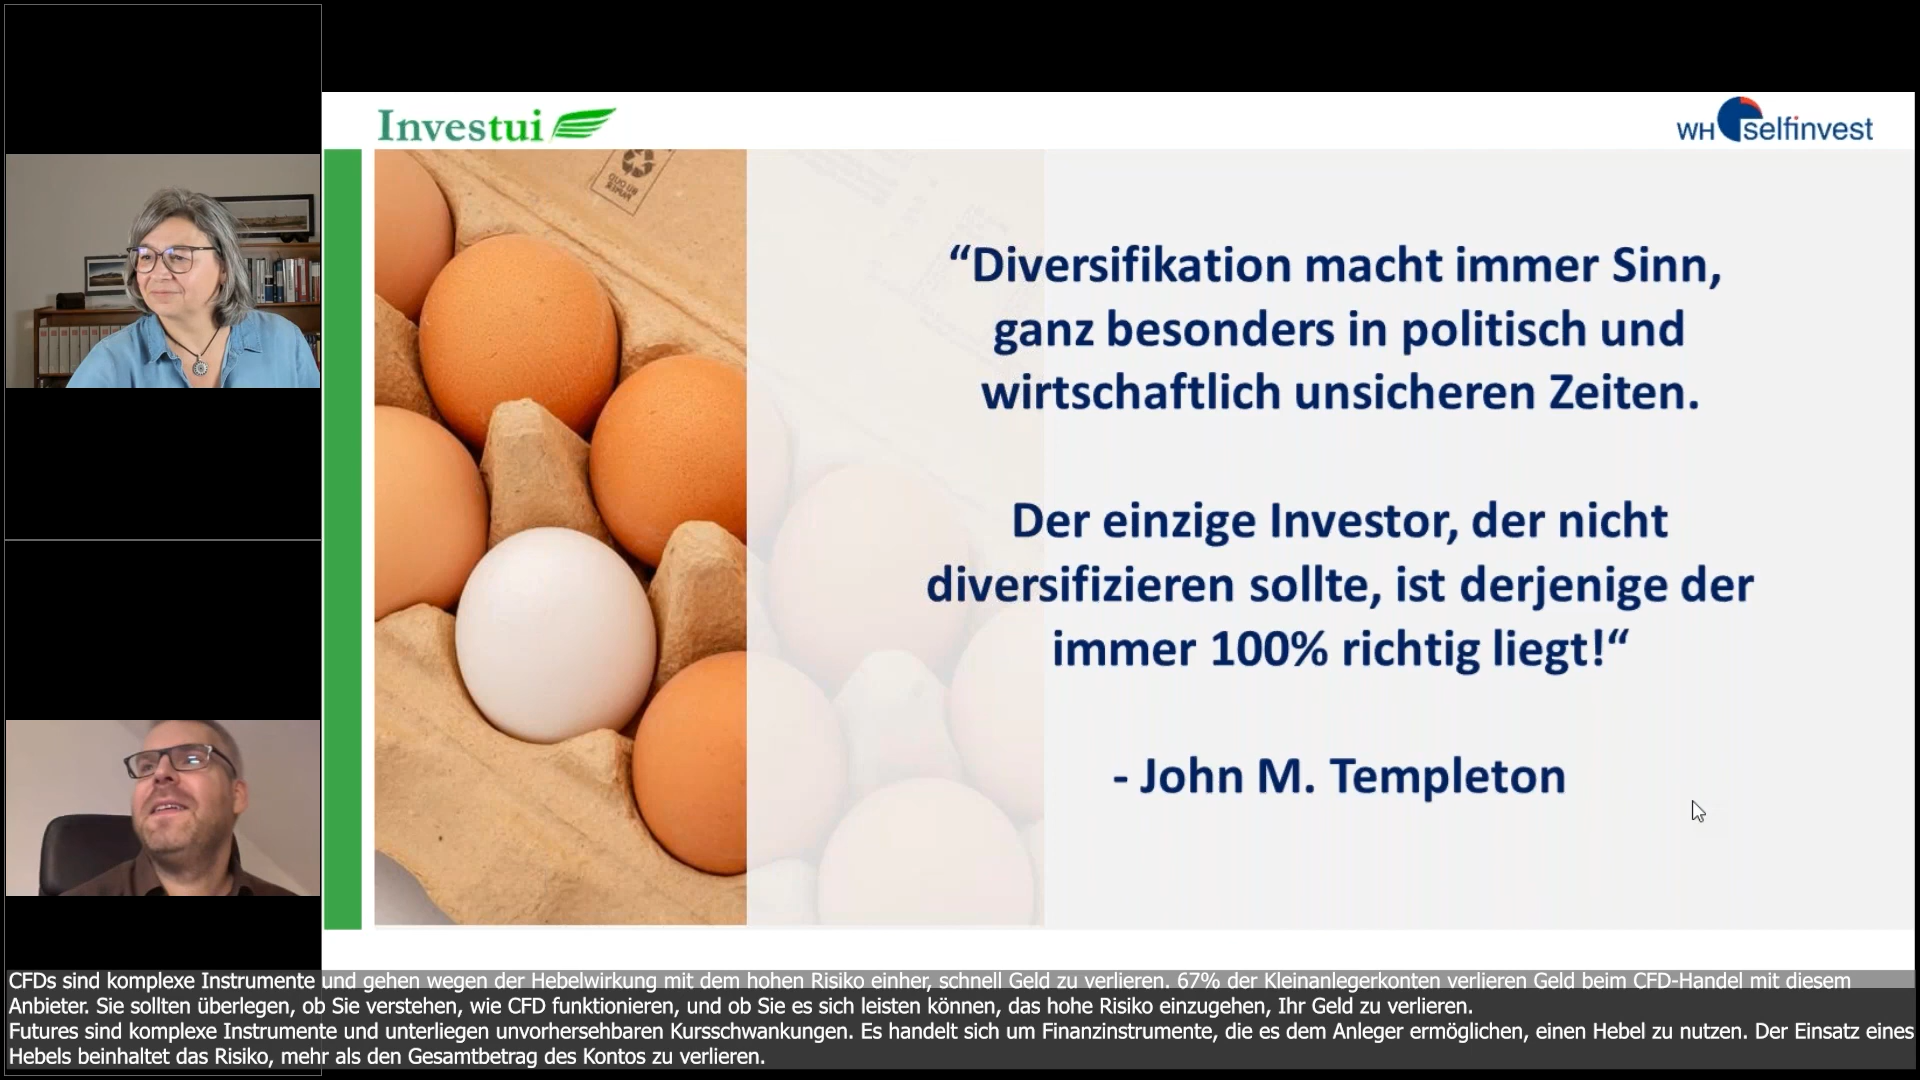 Investui
WH selfinvest
“Diversifikation macht immer Sinn,
ganz besonders in politisch und
wirtschaftlich unsicheren Zeiten.
Der einzige Investor, der nicht
diversifizieren sollte, ist derjenige der
immer 100% richtig liegt!“
- John M. Templeton
CFDs sind komplexe Instrumente und gehen wegen der Hebelwirkung mit dem hohen Risiko einher, schnell Geld zu verlieren. 67% der Kleinanlegerkonten verlieren Geld beim CFD-Handel mit diesem
Anbieter. Sie sollten überlegen, ob Sie verstehen, wie CFD funktionieren, und ob Sie es sich leisten können, das hohe Risiko einzugehen, Ihr Geld zu verlieren.
Futures sind komplexe Instrumente und unterliegen unvorhersehbaren Kursschwankungen. Es handelt sich um Finanzinstrumente, die es dem Anleger ermöglichen, einen Hebel zu nutzen. Der Einsatz eines
Hebels beinhaltet das Risiko, mehr als den Gesamtbetrag des Kontos zu verlieren.